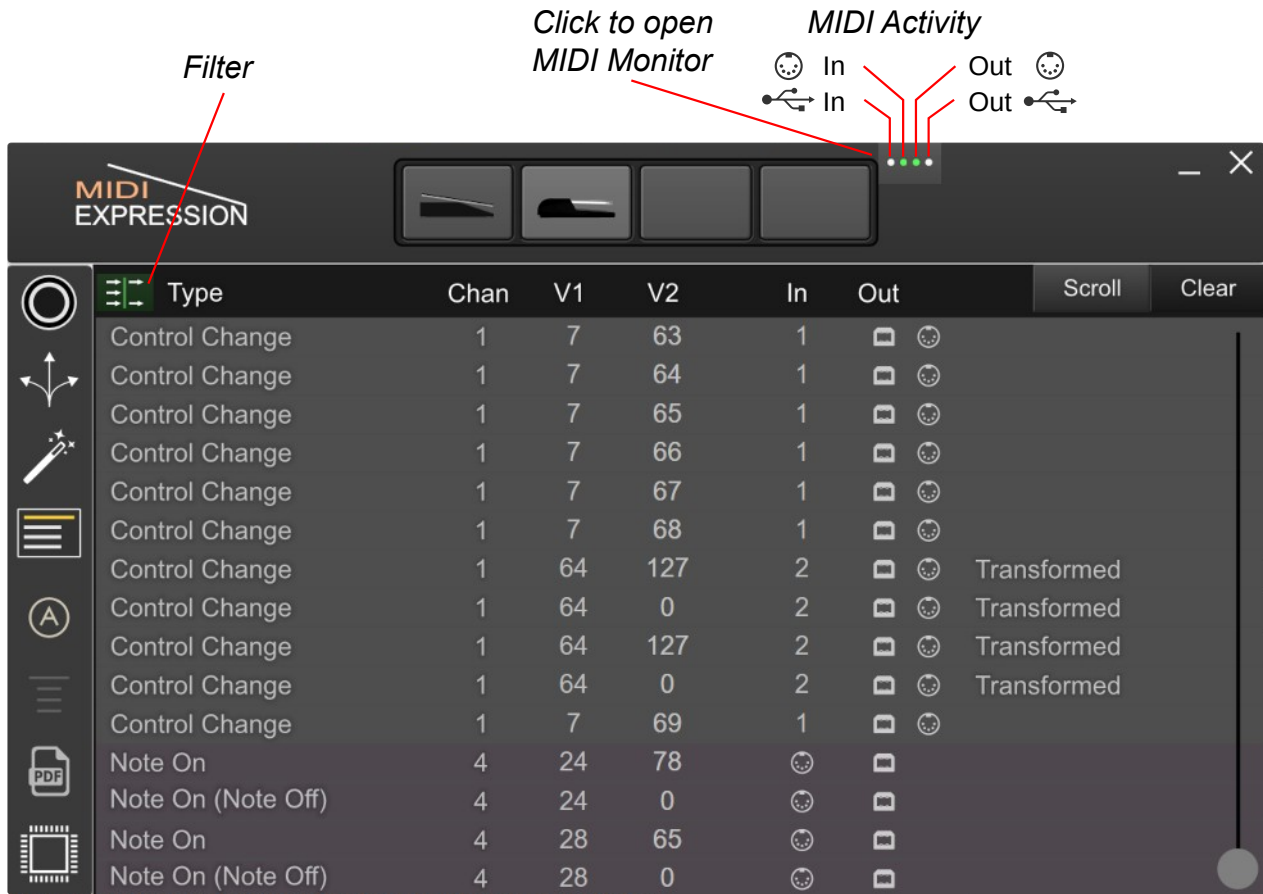 Click to open MIDI Activity
Filter MIDI Monitor
In Out
In Out
MIDI
EXPRESSION
Type Chan V1 V2 In Out Scroll Clear
Control Change 1 7 63 1
Control Change 1 7 64 1
Control Change 1 7 65 1
Control Change 1 7 66 1
Control Change 1 7 67 1
Control Change 1 7 68 1
Control Change 1 64 127 2 Transformed
Control Change 1 64 0 2 Transformed
Control Change 1 64 127 2 Transformed
Control Change 1 64 0 2 Transformed
Control Change 1 7 69 1
Note On 4 24 78
Note On (Note Off) 4 24 0
Note On 4 28 65
Note On (Note Off) 4 28 0
A
PDF